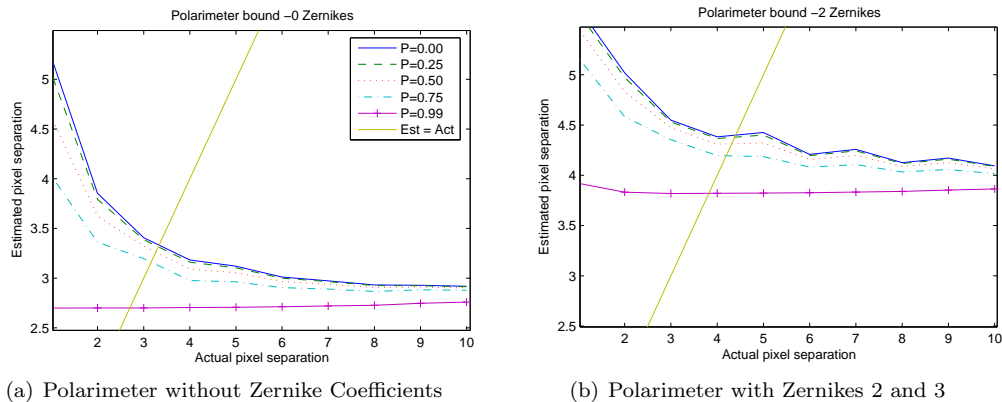 Polarimeter bound −0 Zernikes
5
4.5
4
3.5
3
2.5
2 3 4 5 6 7 8 9 10
Estimated pixel separation
Actual pixel separation
P=0.00
P=0.25
P=0.50
P=0.75
P=0.99
Est = Act
(a) Polarimeter without Zernike Coefficients
Polarimeter bound −2 Zernikes
5
4.5
4
3.5
3
2.5
2 3 4 5 6 7 8 9 10
Estimated pixel separation
Actual pixel separation
(b) Polarimeter with Zernikes 2 and 3